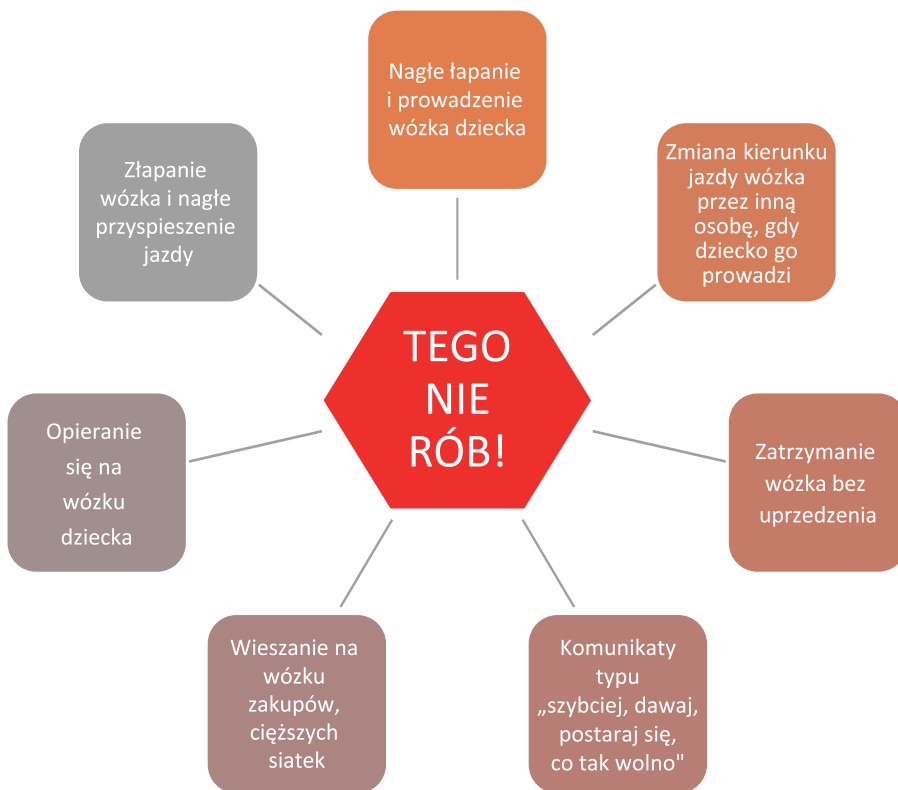 Nagłe łapanie
i prowadzenie
wózka dziecka
Zmiana kierunku
jazdy wózka
przez inną
osobę, gdy
dziecko go
prowadzi
Zatrzymanie
wózka bez
uprzedzenia
Komunikaty
typu
„szybciej, dawaj,
postaraj się,
co tak wolno"
Wieszanie na
wózku
zakupów,
cięższych
siatek
Opieranie
się na
wózku
dziecka
Złapanie
wózka i nagłe
przyspieszenie
jazdy
TEGO
NIE
RÓB!